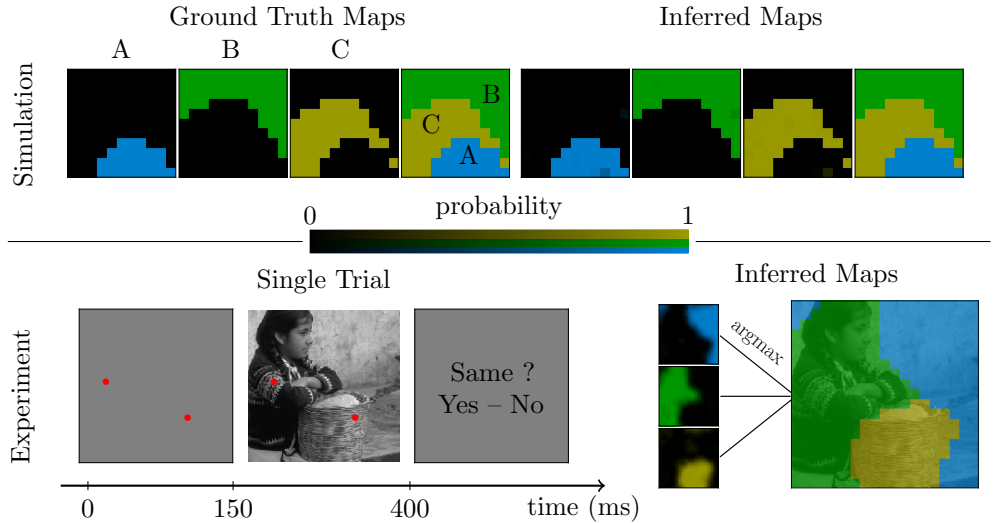 Ground Truth Maps
Inferred Maps
A
B
C
Simulation
B
C
A
0
probability
1
Single Trial
Inferred Maps
Experiment
Same ?
Yes – No
argmax
0
150
400
time (ms)